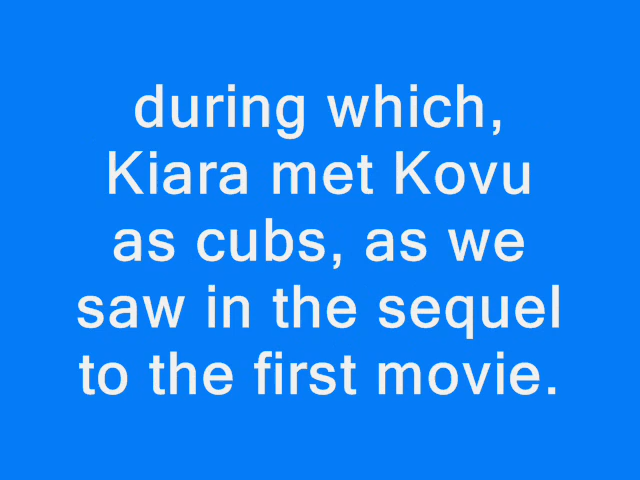 during which,
Kiara met Kovu
as cubs, as we
saw in the sequel
to the first movie.